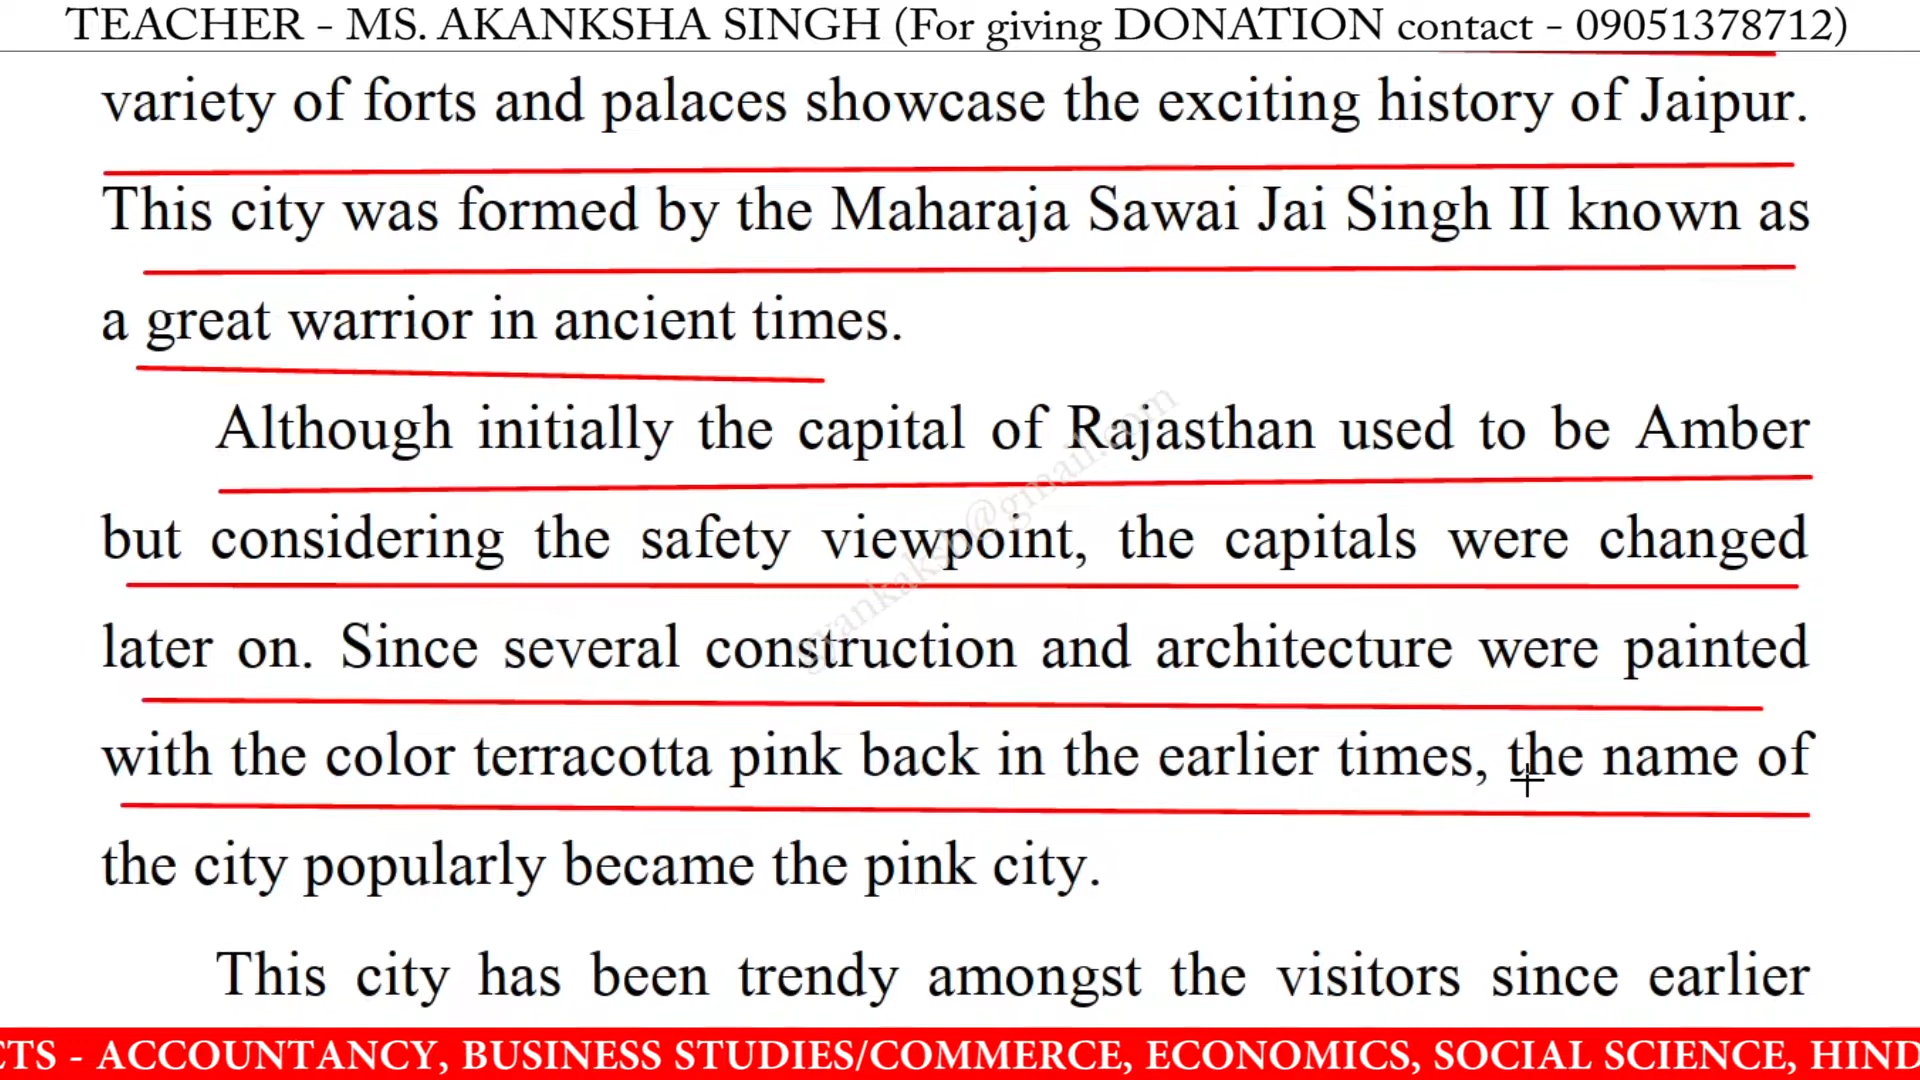 TEACHER - MS. AKANKSHA SINGH (For giving DONATION contact - 09051378712)
variety of forts and palaces showcase the exciting history of Jaipur.
This city was formed by the Maharaja Sawai Jai Singh II known as
a great warrior in ancient times.
Although initially the capital of Rajasthan used to be Amber
but considering the safety viewpoint, the capitals were changed
later on. Since several construction and architecture were painted
with the color terracotta pink back in the earlier times, the name of
the city popularly became the pink city.
This city has been trendy amongst the visitors since earlier
CTS - ACCOUNTANCY, BUSINESS STUDIES/COMMERCE, ECONOMICS, SOCIAL SCIENCE, HIND